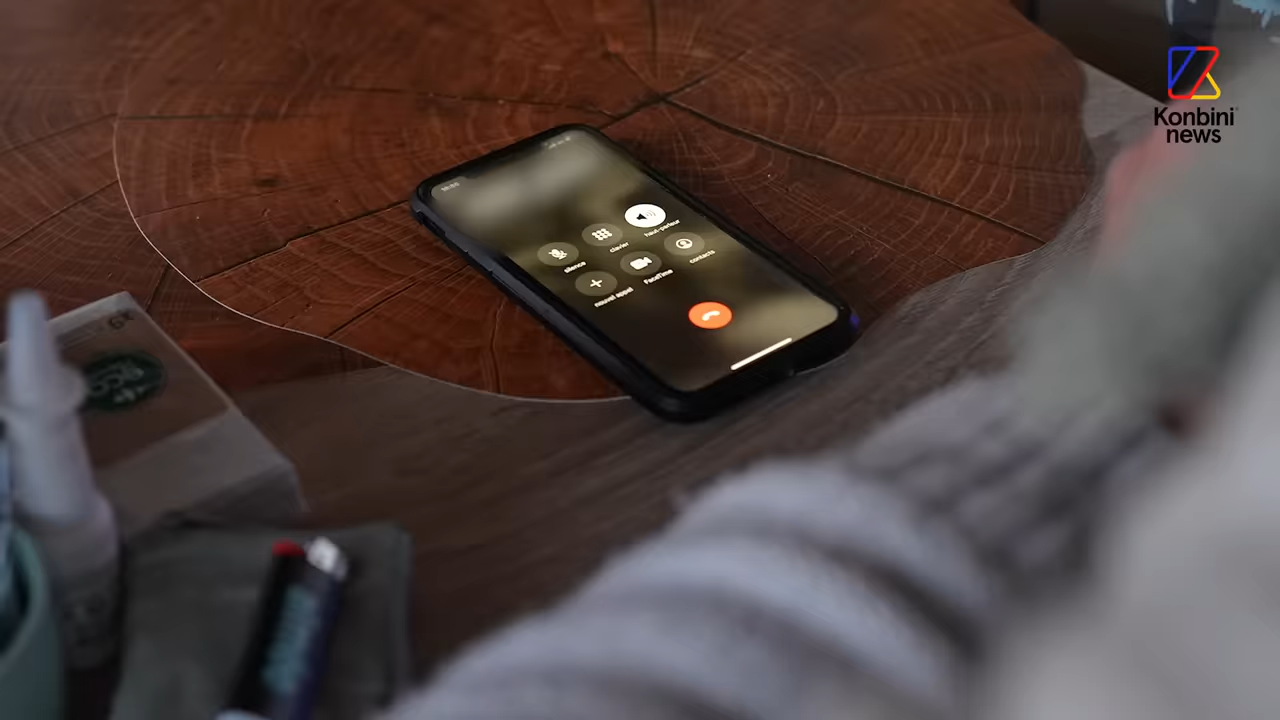 Konbini
news
silence
clavier
haut-parleur
nouvel appel
FaceTime
contacts